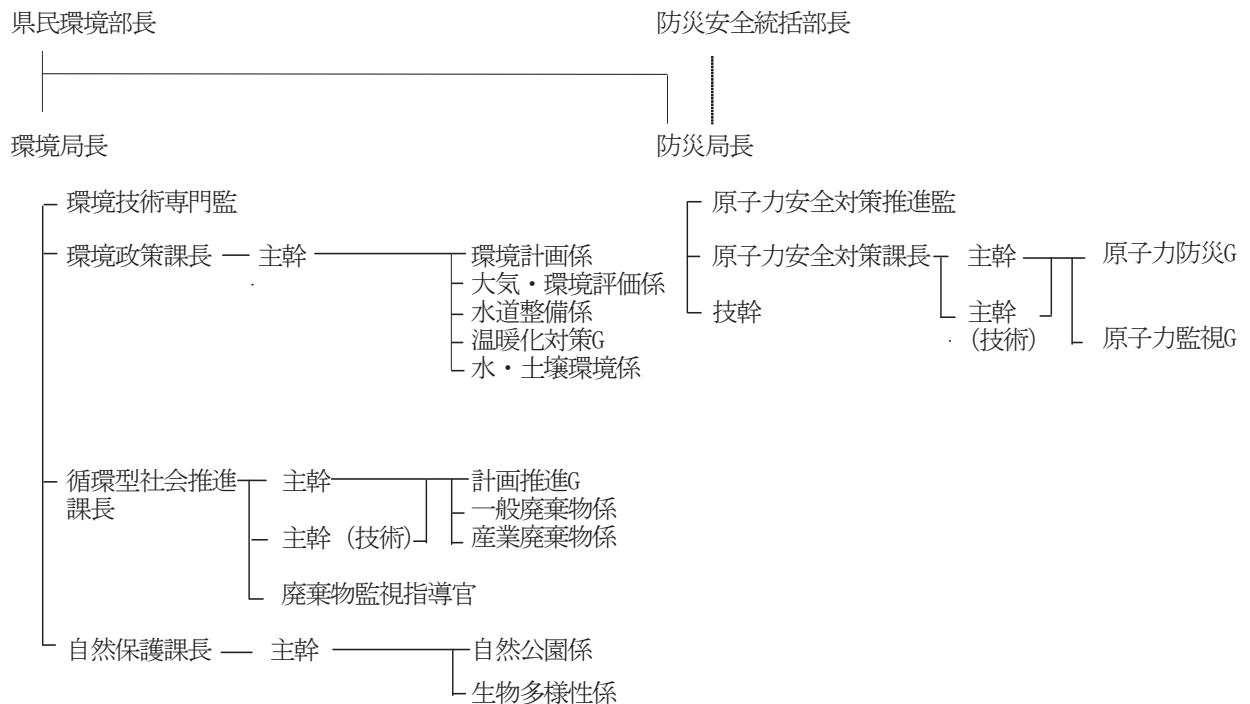 県民環境部長
防災安全統括部長
環境局長
防災局長
環境技術専門監
環境政策課長
主幹
環境計画係
大気・環境評価係
水道整備係
温暖化対策G
水・土壌環境係
循環型社会推進
課長
主幹
主幹（技術）
廃棄物監視指導官
計画推進G
一般廃棄物係
産業廃棄物係
自然保護課長
主幹
自然公園係
生物多様性係
原子力安全対策推進監
原子力安全対策課長
主幹
主幹
（技術）
原子力防災G
原子力監視G
技幹